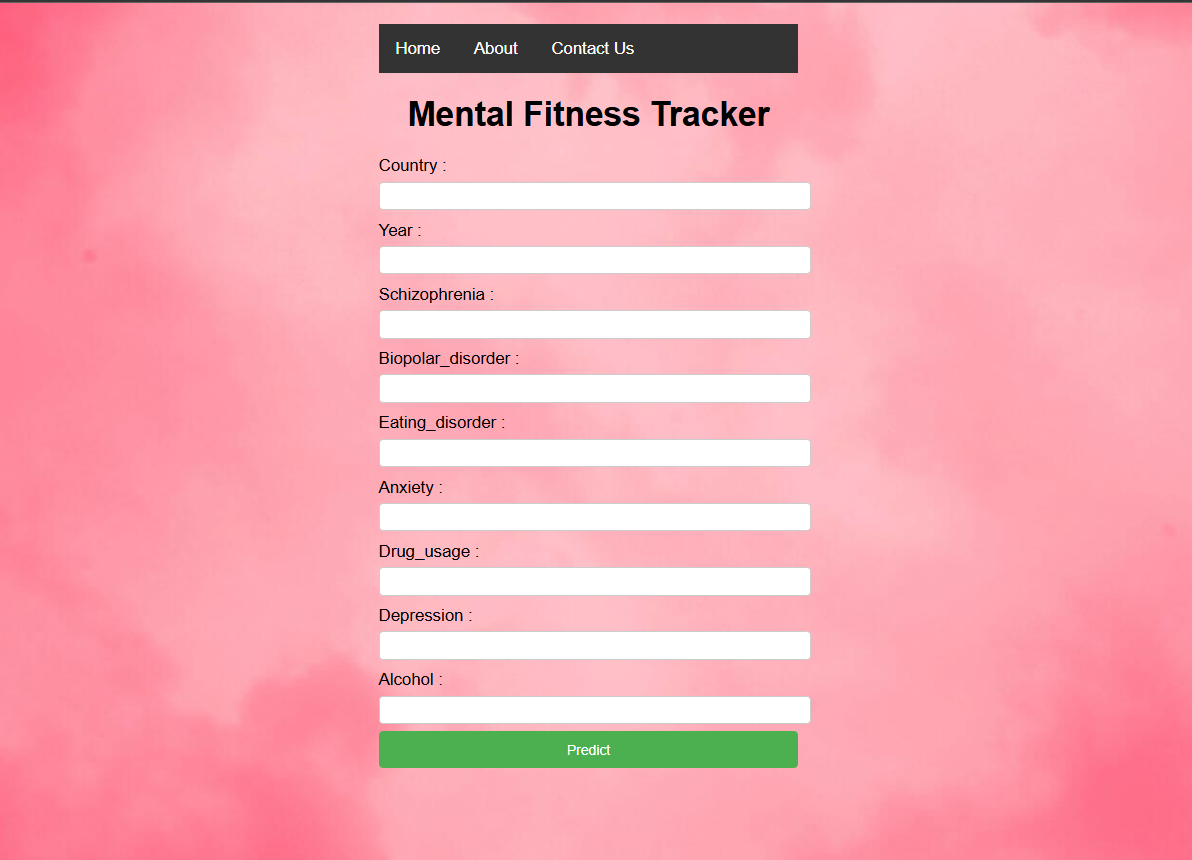 Home About Contact Us
Mental Fitness Tracker
Country :
Year :
Schizophrenia :
Biopolar_disorder :
Eating_disorder :
Anxiety :
Drug_usage :
Depression :
Alcohol :
Predict